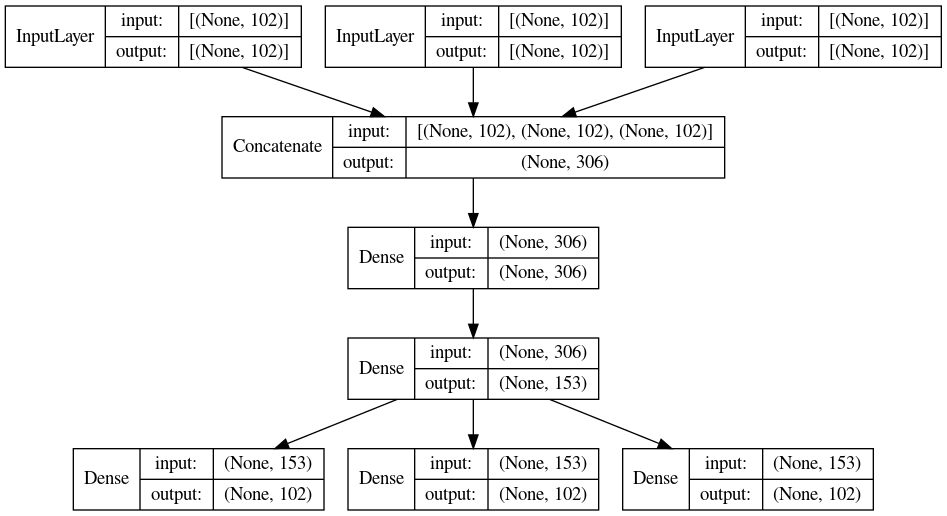 InputLayer input: [(None, 102)] output: [(None, 102)]
InputLayer input: [(None, 102)] output: [(None, 102)]
InputLayer input: [(None, 102)] output: [(None, 102)]
Concatenate input: [(None, 102), (None, 102), (None, 102)] output: (None, 306)
Dense input: (None, 306) output: (None, 306)
Dense input: (None, 306) output: (None, 153)
Dense input: (None, 153) output: (None, 102)
Dense input: (None, 153) output: (None, 102)
Dense input: (None, 153) output: (None, 102)